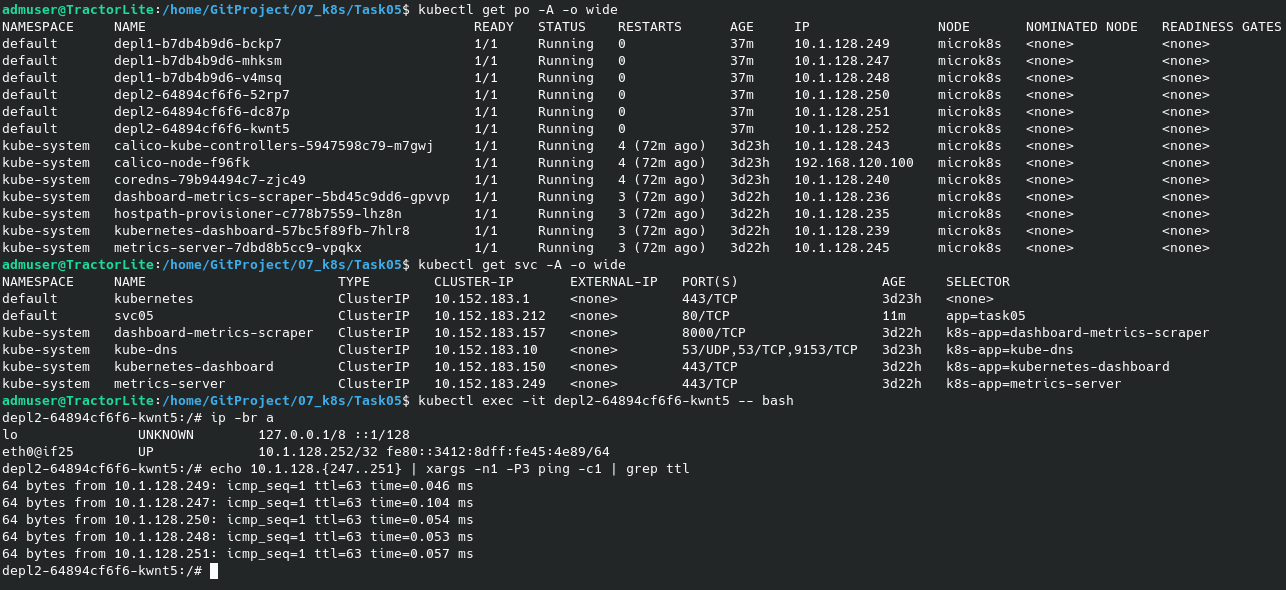 admuser@TractorLite:/home/GitProject/07_k8s/Task05$ kubectl get po -A -o wide
NAMESPACE     NAME                                         READY   STATUS    RESTARTS      AGE     IP                NODE       NOMINATED NODE   READINESS GATES
default       depl1-b7db4b9d6-bckp7                        1/1     Running   0             37m     10.1.128.249      microk8s   <none>           <none>
default       depl1-b7db4b9d6-mhksm                        1/1     Running   0             37m     10.1.128.247      microk8s   <none>           <none>
default       depl1-b7db4b9d6-v4msq                        1/1     Running   0             37m     10.1.128.248      microk8s   <none>           <none>
default       depl2-64894cf6f6-52rp7                       1/1     Running   0             37m     10.1.128.250      microk8s   <none>           <none>
default       depl2-64894cf6f6-dc87p                       1/1     Running   0             37m     10.1.128.251      microk8s   <none>           <none>
default       depl2-64894cf6f6-kwnt5                       1/1     Running   0             37m     10.1.128.252      microk8s   <none>           <none>
kube-system   calico-kube-controllers-5947598c79-m7gwj     1/1     Running   4 (72m ago)   3d23h   10.1.128.243      microk8s   <none>           <none>
kube-system   calico-node-f96fk                            1/1     Running   4 (72m ago)   3d23h   192.168.120.100   microk8s   <none>           <none>
kube-system   coredns-79b94494c7-zjc49                     1/1     Running   4 (72m ago)   3d23h   10.1.128.240      microk8s   <none>           <none>
kube-system   dashboard-metrics-scraper-5bd45c9dd6-gpvvp   1/1     Running   3 (72m ago)   3d22h   10.1.128.236      microk8s   <none>           <none>
kube-system   hostpath-provisioner-c778b7559-lhz8n         1/1     Running   3 (72m ago)   3d22h   10.1.128.235      microk8s   <none>           <none>
kube-system   kubernetes-dashboard-57bc5f89fb-7hlr8        1/1     Running   3 (72m ago)   3d22h   10.1.128.239      microk8s   <none>           <none>
kube-system   metrics-server-7dbd8b5cc9-vpqkx              1/1     Running   3 (72m ago)   3d22h   10.1.128.245      microk8s   <none>           <none>
admuser@TractorLite:/home/GitProject/07_k8s/Task05$ kubectl get svc -A -o wide
NAMESPACE     NAME                        TYPE        CLUSTER-IP       EXTERNAL-IP   PORT(S)                  AGE     SELECTOR
default       kubernetes                  ClusterIP   10.152.183.1     <none>        443/TCP                  3d23h   <none>
default       svc05                       ClusterIP   10.152.183.212   <none>        80/TCP                   11m     app=task05
kube-system   dashboard-metrics-scraper   ClusterIP   10.152.183.157   <none>        8000/TCP                 3d22h   k8s-app=dashboard-metrics-scraper
kube-system   kube-dns                    ClusterIP   10.152.183.10    <none>        53/UDP,53/TCP,9153/TCP   3d23h   k8s-app=kube-dns
kube-system   kubernetes-dashboard        ClusterIP   10.152.183.150   <none>        443/TCP                  3d22h   k8s-app=kubernetes-dashboard
kube-system   metrics-server              ClusterIP   10.152.183.249   <none>        443/TCP                  3d22h   k8s-app=metrics-server
admuser@TractorLite:/home/GitProject/07_k8s/Task05$ kubectl exec -it depl2-64894cf6f6-kwnt5 -- bash
depl2-64894cf6f6-kwnt5:/# ip -br a
lo               UNKNOWN        127.0.0.1/8 ::1/128
eth0@if25        UP             10.1.128.252/32 fe80::3412:8dff:fe45:4e89/64
depl2-64894cf6f6-kwnt5:/# echo 10.1.128.{247..251} | xargs -n1 -P3 ping -c1 | grep ttl
64 bytes from 10.1.128.249: icmp_seq=1 ttl=63 time=0.046 ms
64 bytes from 10.1.128.247: icmp_seq=1 ttl=63 time=0.104 ms
64 bytes from 10.1.128.250: icmp_seq=1 ttl=63 time=0.054 ms
64 bytes from 10.1.128.248: icmp_seq=1 ttl=63 time=0.053 ms
64 bytes from 10.1.128.251: icmp_seq=1 ttl=63 time=0.057 ms
depl2-64894cf6f6-kwnt5:/#